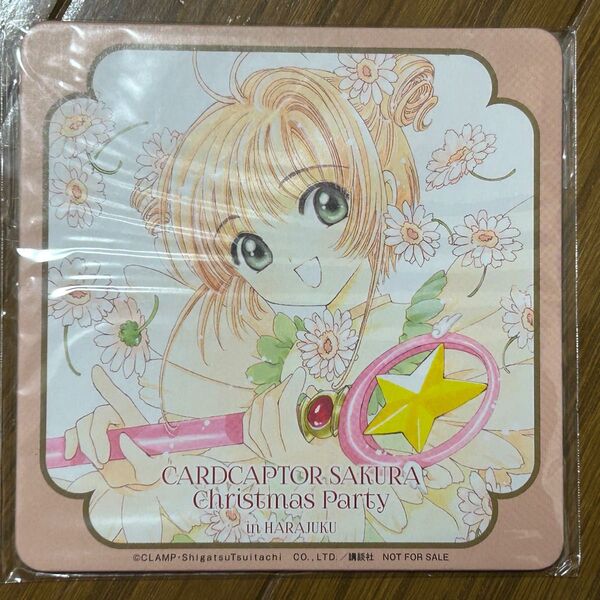 CARDCAPTOR SAKURA
Christmas Party
in HARAJUKU
©CLAMP・ShigatsuTsuitachi CO.,LTD.／講談社 NOT FOR SALE